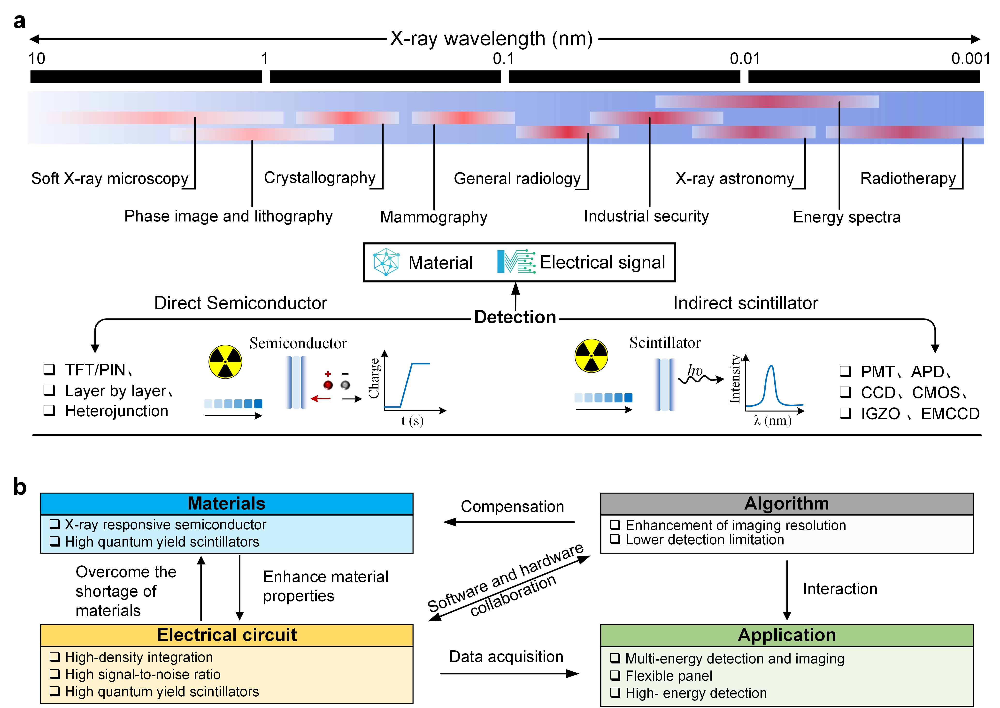 a
X-ray wavelength (nm)
10 1 0.1 0.01 0.001
Soft X-ray microscopy
Crystallography
General radiology
X-ray astronomy
Radiotherapy
Phase image and lithography
Mammography
Industrial security
Energy spectra
Material
Electrical signal
Direct Semiconductor
Detection
Indirect scintillator
❑ TFT/PIN、
❑ Layer by layer、
❑ Heterojunction
Semiconductor
+ −
Charge
t (s)
Scintillator
hυ
Intensity
λ (nm)
❑ PMT、APD、
❑ CCD、CMOS、
❑ IGZO 、EMCCD
b
Materials
❑ X-ray responsive semiconductor
❑ High quantum yield scintillators
Compensation
Algorithm
❑ Enhancement of imaging resolution
❑ Lower detection limitation
Overcome the
shortage of
materials
Enhance material
properties
Software and hardware
collaboration
Interaction
Electrical circuit
❑ High-density integration
❑ High signal-to-noise ratio
❑ High quantum yield scintillators
Data acquisition
Application
❑ Multi-energy detection and imaging
❑ Flexible panel
❑ High- energy detection